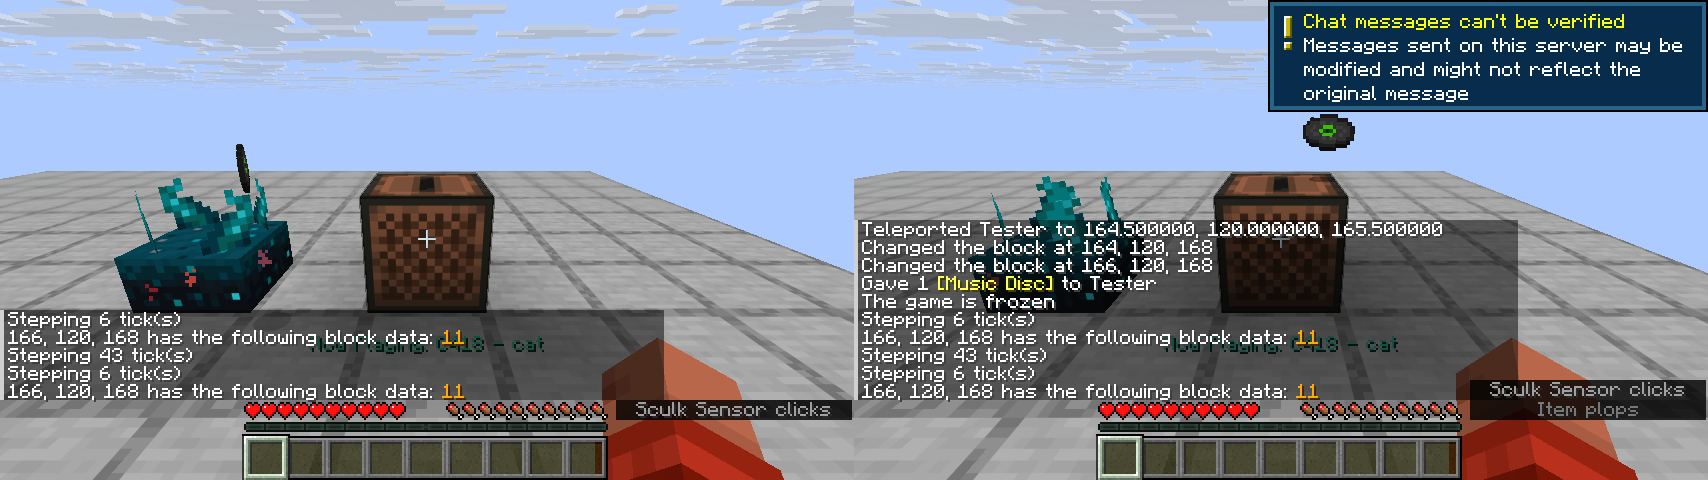 Stepping 6 tick(s)
166, 120, 168 has the following block data: 11
Stepping 43 tick(s)
Stepping 6 tick(s)
166, 120, 168 has the following block data: 11
Sculk Sensor clicks
Chat messages can't be verified
Messages sent on this server may be
modified and might not reflect the
original message
Teleported Tester to 164.500000, 120.000000, 165.500000
Changed the block at 164, 120, 168
Changed the block at 166, 120, 168
Gave 1 [Music Disc] to Tester
The game is frozen
Stepping 6 tick(s)
166, 120, 168 has the following block data: 11
Stepping 43 tick(s)
Stepping 6 tick(s)
166, 120, 168 has the following block data: 11
Sculk Sensor clicks
Item plops